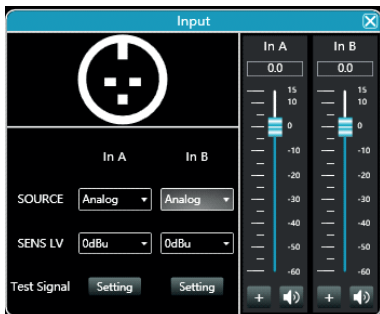 Input
In A In B
0.0 0.0
15 15
10 10
0 0
-10 -10
-20 -20
-30 -30
-40 -40
-50 -50
-60 -60
+ +
In A In B
SOURCE Analog Analog
SENS LV 0dBu 0dBu
Test Signal Setting Setting